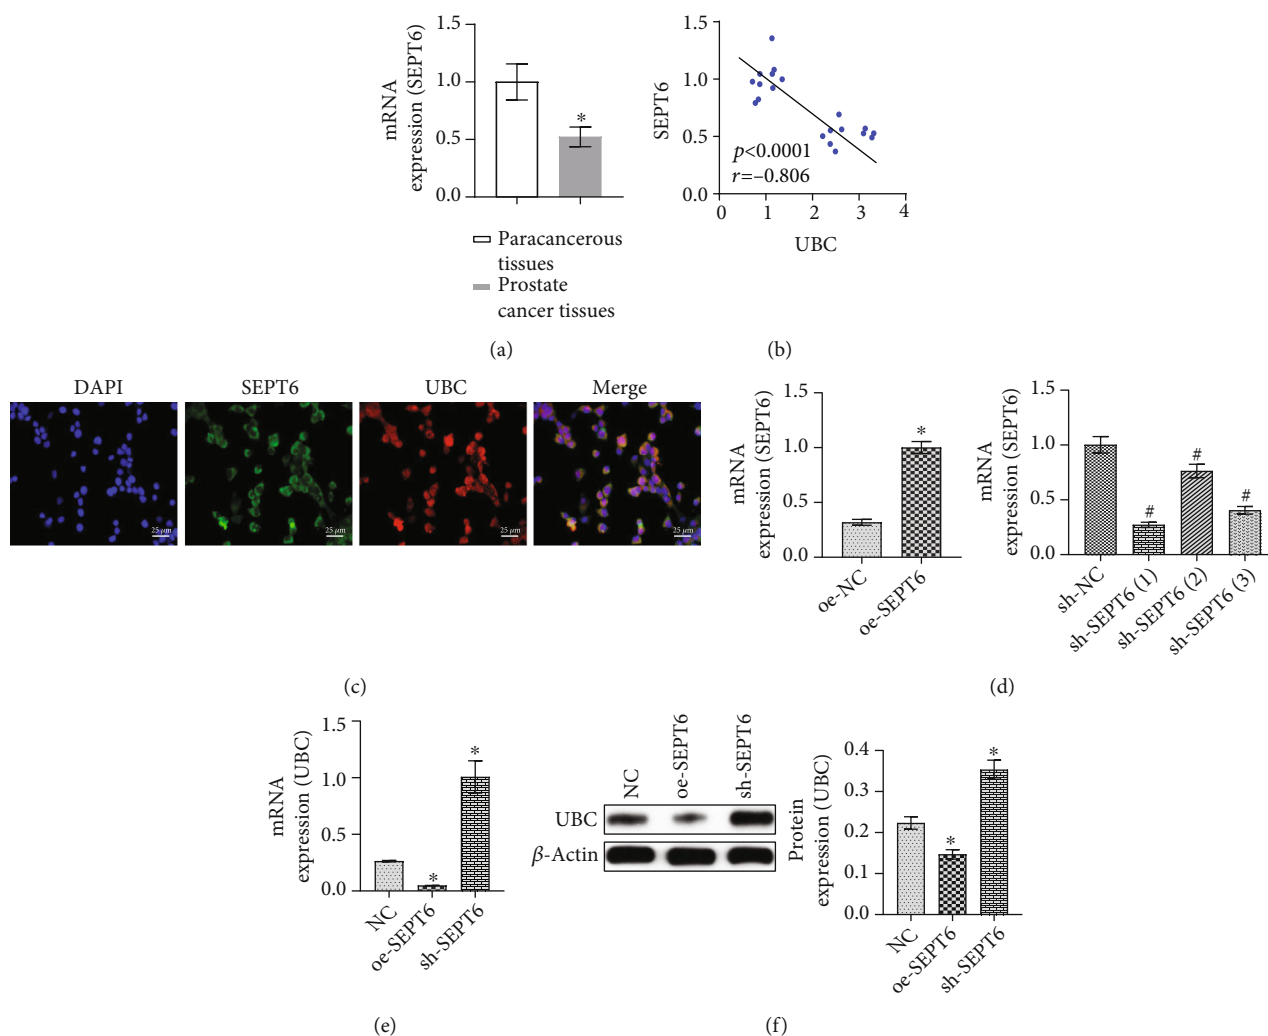 mRNA
expression (SEPT6)
1.5
1.0
0.5
0.0
*
Paracancerous
tissues
Prostate
cancer tissues
(a)
SEPT6
1.5
1.0
0.5
0.0
p<0.0001
r=–0.806
0 1 2 3 4
UBC
(b)
DAPI SEPT6 UBC Merge
25 μm 25 μm 25 μm 25 μm
(c)
mRNA
expression (SEPT6)
1.5
1.0
0.5
0.0
*
oe-NC
oe-SEPT6
mRNA
expression (SEPT6)
1.5
1.0
0.5
0.0
# # #
sh-NC
sh-SEPT6 (1)
sh-SEPT6 (2)
sh-SEPT6 (3)
(d)
mRNA
expression (UBC)
1.5
1.0
0.5
0.0
* *
NC
oe-SEPT6
sh-SEPT6
(e)
NC
oe-SEPT6
sh-SEPT6
UBC
β-Actin
Protein
expression (UBC)
0.4
0.3
0.2
0.1
0.0
* *
NC
oe-SEPT6
sh-SEPT6
(f)